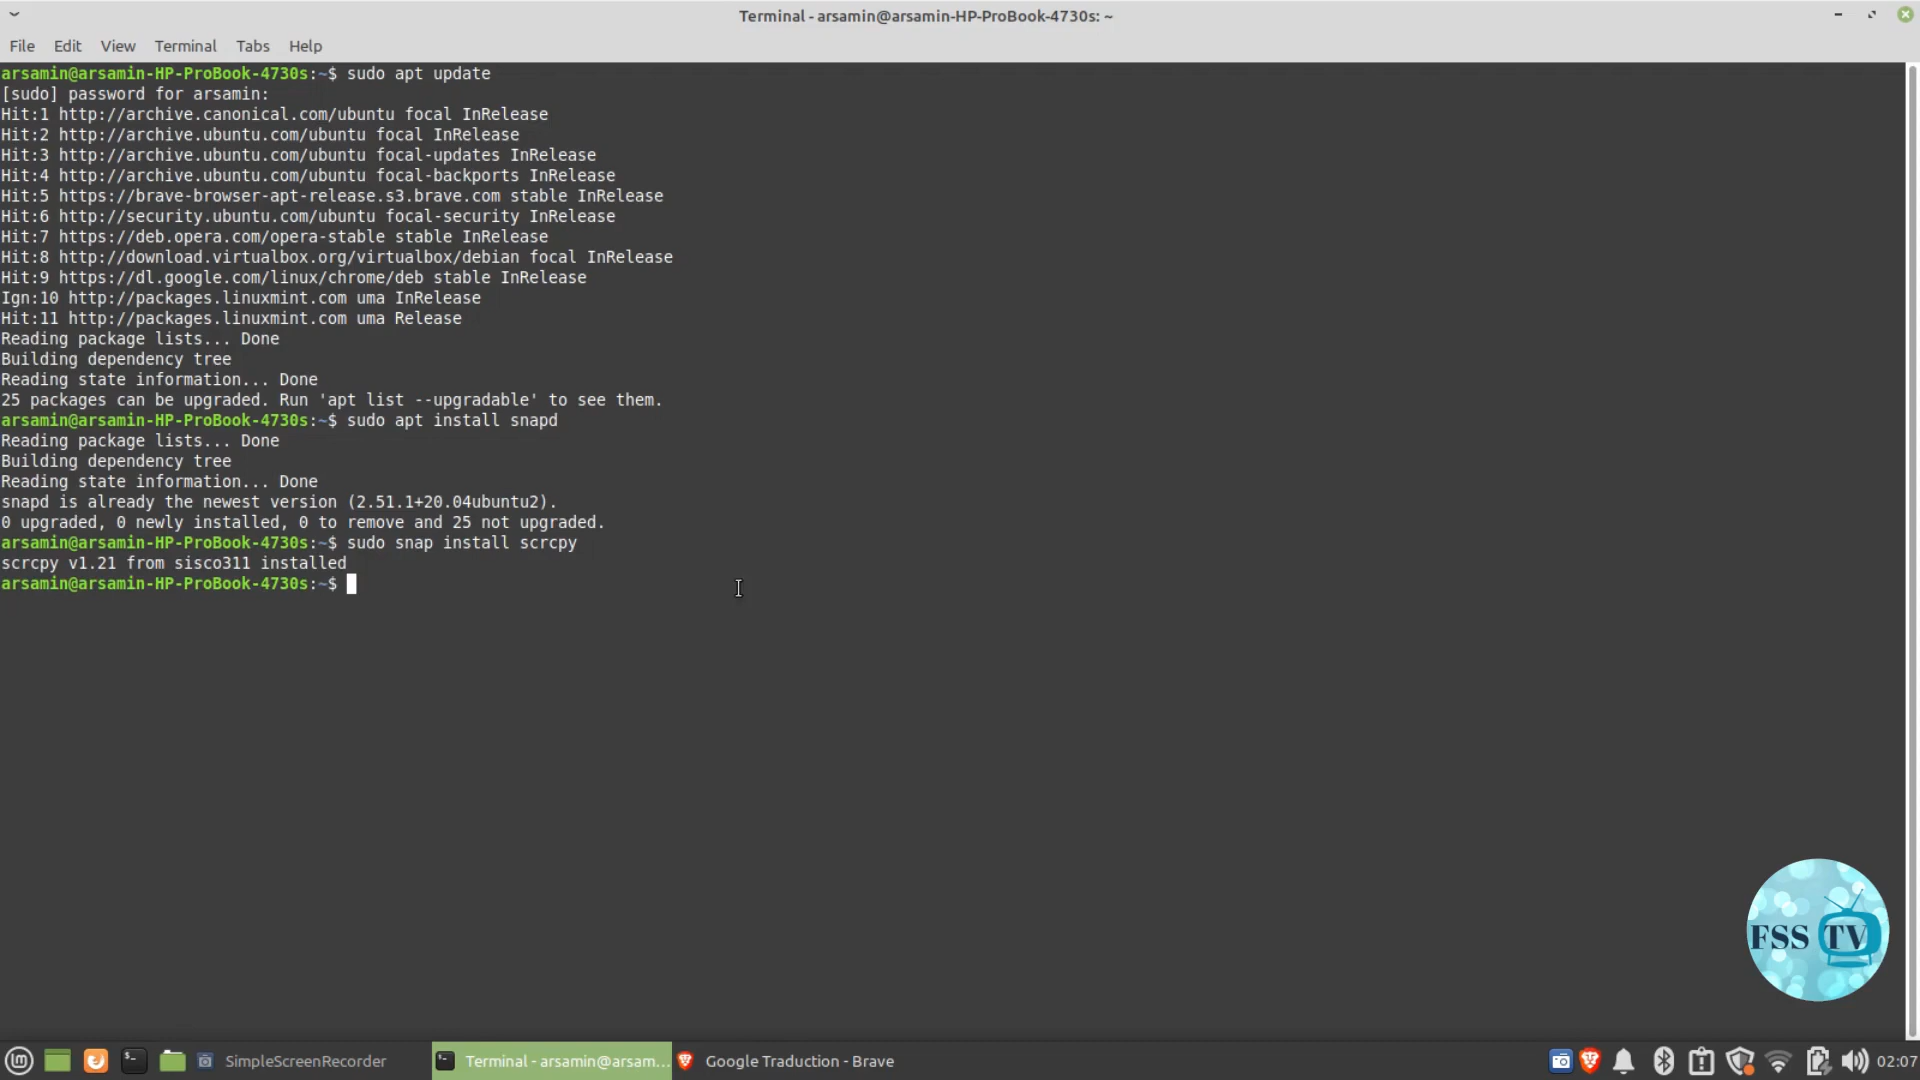 Terminal - arsamin@arsamin-HP-ProBook-4730s: ~
File Edit View Terminal Tabs Help
arsamin@arsamin-HP-ProBook-4730s:~$ sudo apt update
[sudo] password for arsamin:
Hit:1 http://archive.canonical.com/ubuntu focal InRelease
Hit:2 http://archive.ubuntu.com/ubuntu focal InRelease
Hit:3 http://archive.ubuntu.com/ubuntu focal-updates InRelease
Hit:4 http://archive.ubuntu.com/ubuntu focal-backports InRelease
Hit:5 https://brave-browser-apt-release.s3.brave.com stable InRelease
Hit:6 http://security.ubuntu.com/ubuntu focal-security InRelease
Hit:7 https://deb.opera.com/opera-stable stable InRelease
Hit:8 http://download.virtualbox.org/virtualbox/debian focal InRelease
Hit:9 https://dl.google.com/linux/chrome/deb stable InRelease
Ign:10 http://packages.linuxmint.com uma InRelease
Hit:11 http://packages.linuxmint.com uma Release
Reading package lists... Done
Building dependency tree
Reading state information... Done
25 packages can be upgraded. Run 'apt list --upgradable' to see them.
arsamin@arsamin-HP-ProBook-4730s:~$ sudo apt install snapd
Reading package lists... Done
Building dependency tree
Reading state information... Done
snapd is already the newest version (2.51.1+20.04ubuntu2).
0 upgraded, 0 newly installed, 0 to remove and 25 not upgraded.
arsamin@arsamin-HP-ProBook-4730s:~$ sudo snap install scrcpy
scrcpy v1.21 from sisco311 installed
arsamin@arsamin-HP-ProBook-4730s:~$
FSS TV
SimpleScreenRecorder
Terminal - arsamin@arsam...
Google Traduction - Brave
02:07